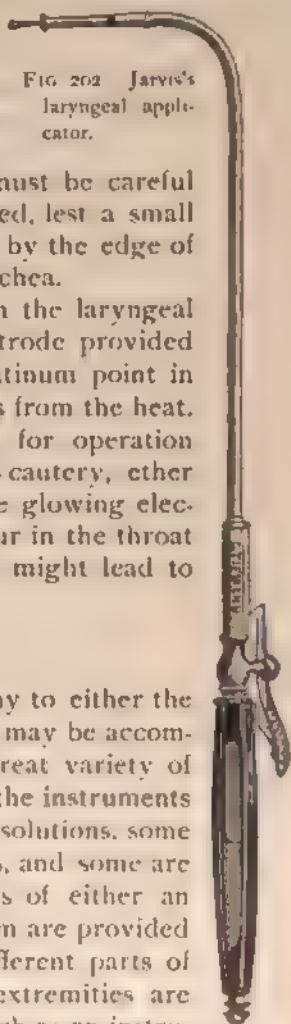 FIG 202 Jarvis's
laryngeal appli-
cator.
must be careful
ed, lest a small
by the edge of
chea.
n the laryngeal
trode provided
atinum point in
s from the heat.
for operation
-cautery, ether
e glowing elec-
ur in the throat
might lead to
ny to either the
may be accom-
reat variety of
the instruments
solutions, some
s, and some are
s of either an
m are provided
fferent parts of
extremities are